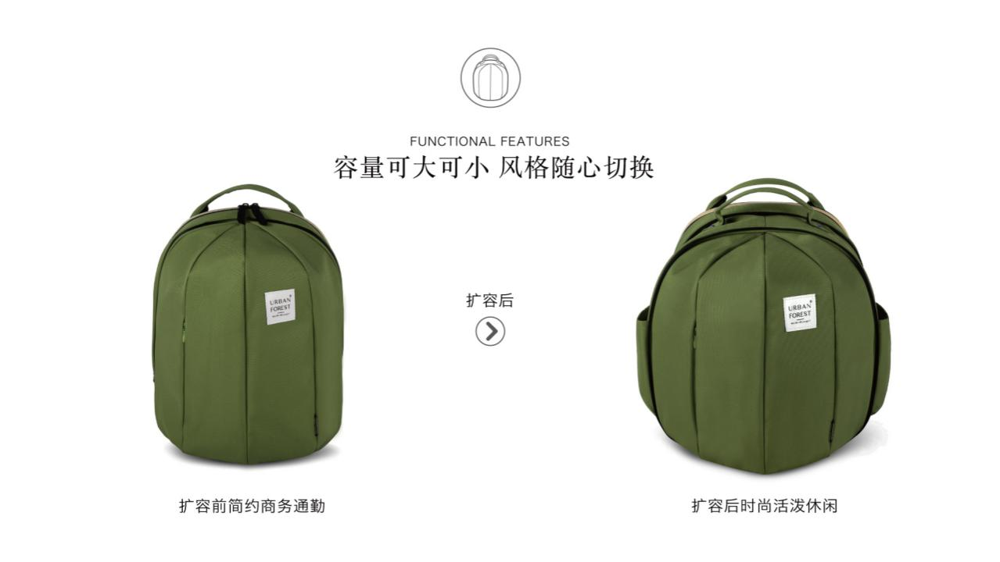 FUNCTIONAL FEATURES
容量可大可小 风格随心切换
URBAN
FOREST
扩容后
URBAN
FOREST
扩容前简约商务通勤
扩容后时尚活泼休闲